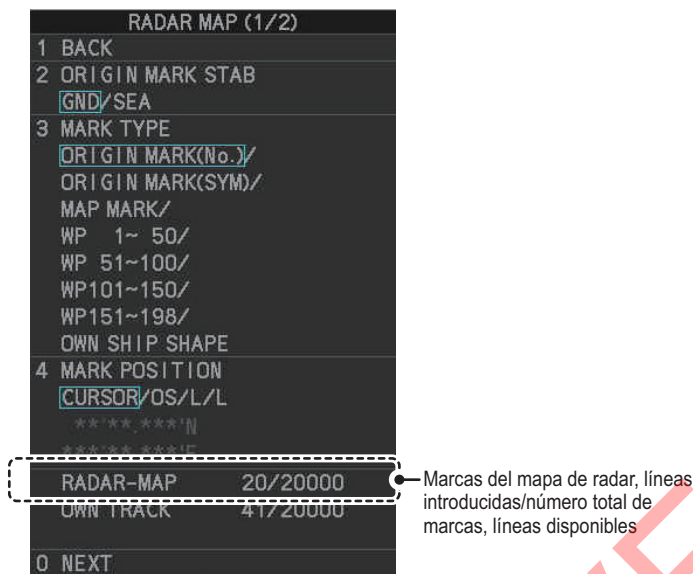 RADAR MAP (1/2)
1 BACK
2 ORIGIN MARK STAB
GND/SEA
3 MARK TYPE
ORIGIN MARK(No.)/
ORIGIN MARK(SYM)/
MAP MARK/
WP 1~ 50/
WP 51~100/
WP101~150/
WP151~198/
OWN SHIP SHAPE
4 MARK POSITION
CURSOR/OS/L/L
**'**.***'N
***'**.***'E
RADAR-MAP 20/20000
OWN TRACK 41/20000
0 NEXT
Marcas del mapa de radar, líneas
introducidas/número total de
marcas, líneas disponibles